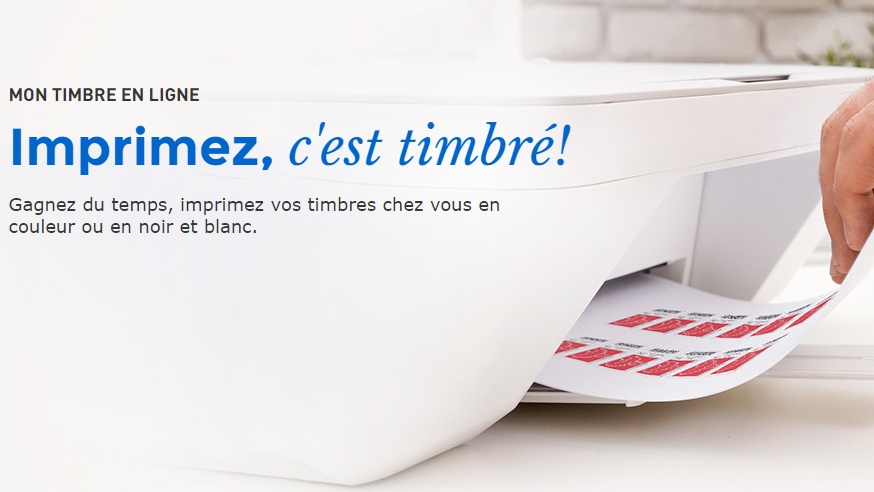 MON TIMBRE EN LIGNE
Imprimez, c'est timbré!
Gagnez du temps, imprimez vos timbres chez vous en
couleur ou en noir et blanc.